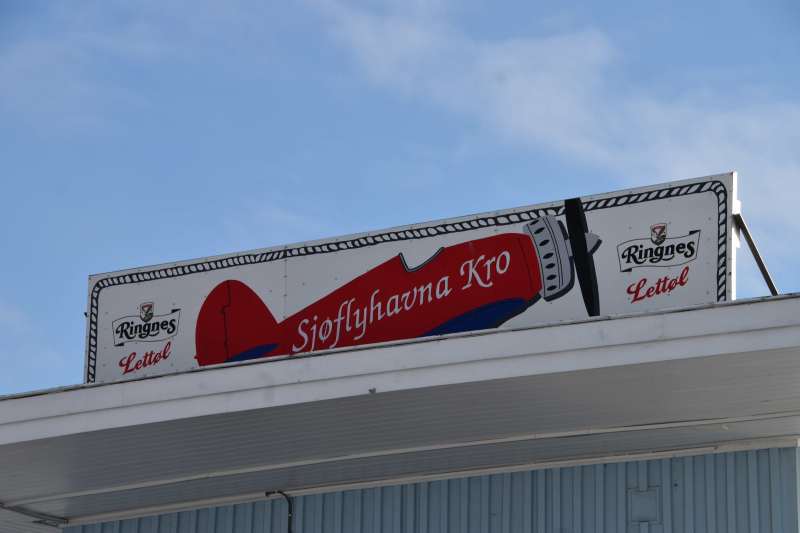 Ringnes
Lettøl
Sjøflyhavna Kro
Ringnes
Lettøl